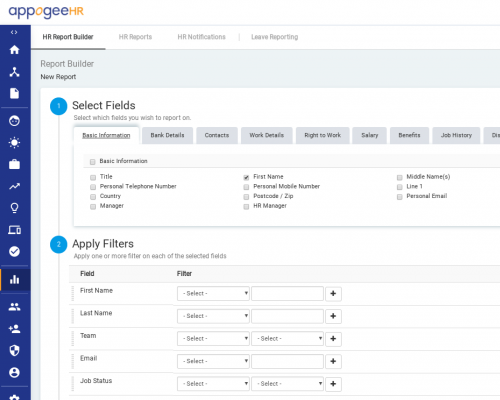 appogeeHR
HR Report Builder HR Reports HR Notifications Leave Reporting
Report Builder
New Report
1 Select Fields
Select which fields you wish to report on.
Basic Information Bank Details Contacts Work Details Right to Work Salary Benefits Job History Dis
Basic Information
Title First Name Middle Name(s)
Personal Telephone Number Personal Mobile Number Line 1
Country Postcode / Zip Personal Email
Manager HR Manager
2 Apply Filters
Apply one or more filter on each of the selected fields
Field Filter
First Name - Select - +
Last Name - Select - +
Team - Select - - Select - +
Email - Select - +
Job Status - Select - - Select - +